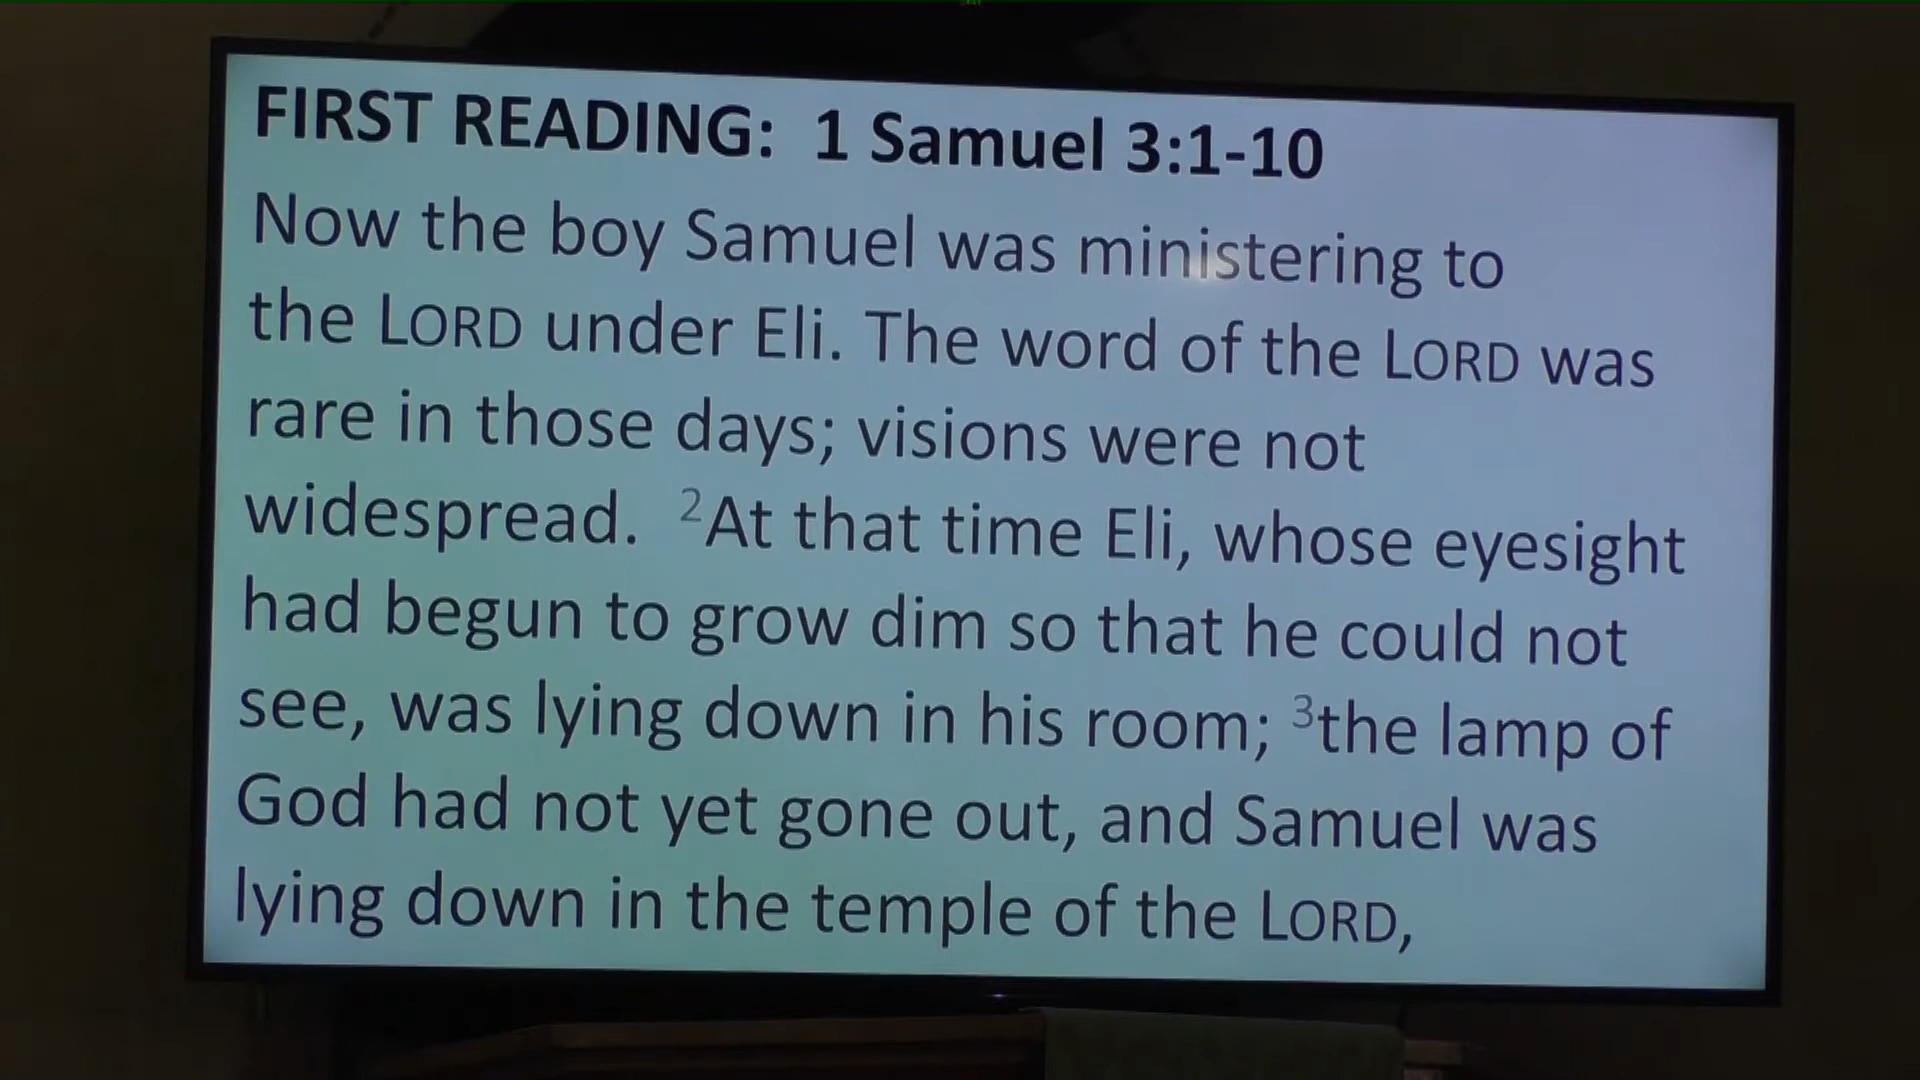 FIRST READING: 1 Samuel 3:1-10
Now the boy Samuel was ministering to
the LORD under Eli. The word of the LORD was
rare in those days; visions were not
widespread. 2At that time Eli, whose eyesight
had begun to grow dim so that he could not
see, was lying down in his room; 3the lamp of
God had not yet gone out, and Samuel was
lying down in the temple of the LORD,